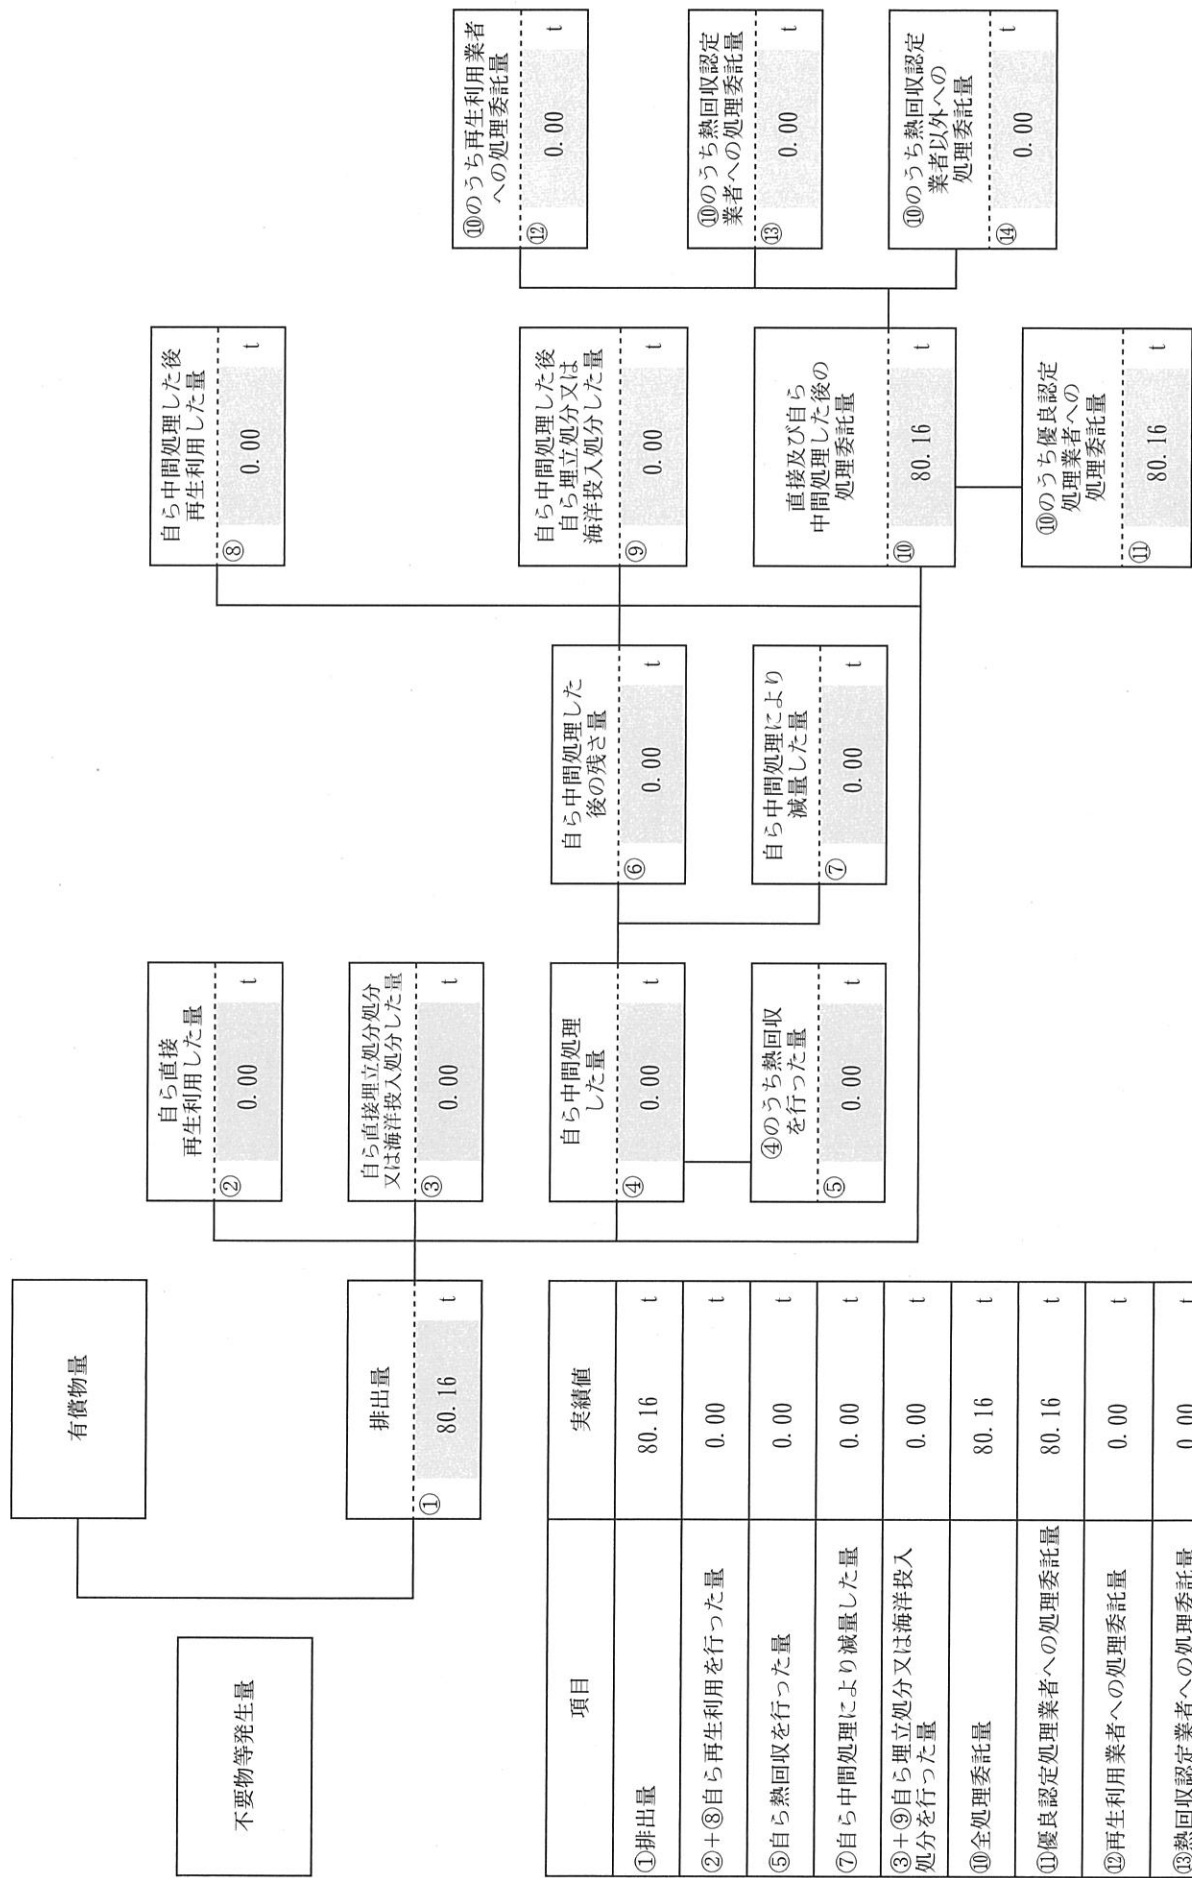 不要物等発生量
有償物量
排出量
① 80.16 t
自ら直接
再生利用した量
② 0.00 t
自ら直接埋立処分処分
又は海洋投入処分した量
③ 0.00 t
自ら中間処理
した量
④ 0.00 t
④のうち熱回収
を行った量
⑤ 0.00 t
自ら中間処理した
後の残さ量
⑥ 0.00 t
自ら中間処理により
減量した量
⑦ 0.00 t
自ら中間処理した後
再生利用した量
⑧ 0.00 t
自ら中間処理した後
自ら埋立処分又は
海洋投入処分した量
⑨ 0.00 t
直接及び自ら
中間処理した後の
処理委託量
⑩ 80.16 t
⑩のうち優良認定
処理業者への
処理委託量
⑪ 80.16 t
⑩のうち再生利用業者
への処理委託量
⑫ 0.00 t
⑩のうち熱回収認定
業者への処理委託量
⑬ 0.00 t
⑩のうち熱回収認定
業者以外への
処理委託量
⑭ 0.00 t
項目 実績値
①排出量 80.16 t
②+⑧自ら再生利用を行った量 0.00 t
⑤自ら熱回収を行った量 0.00 t
⑦自ら中間処理により減量した量 0.00 t
③+⑨自ら埋立処分又は海洋投入
処分を行った量 0.00 t
⑩全処理委託量 80.16 t
⑪優良認定処理業者への処理委託量 80.16 t
⑫再生利用業者への処理委託量 0.00 t
⑬熱回収認定業者への処理委託量 0.00 t